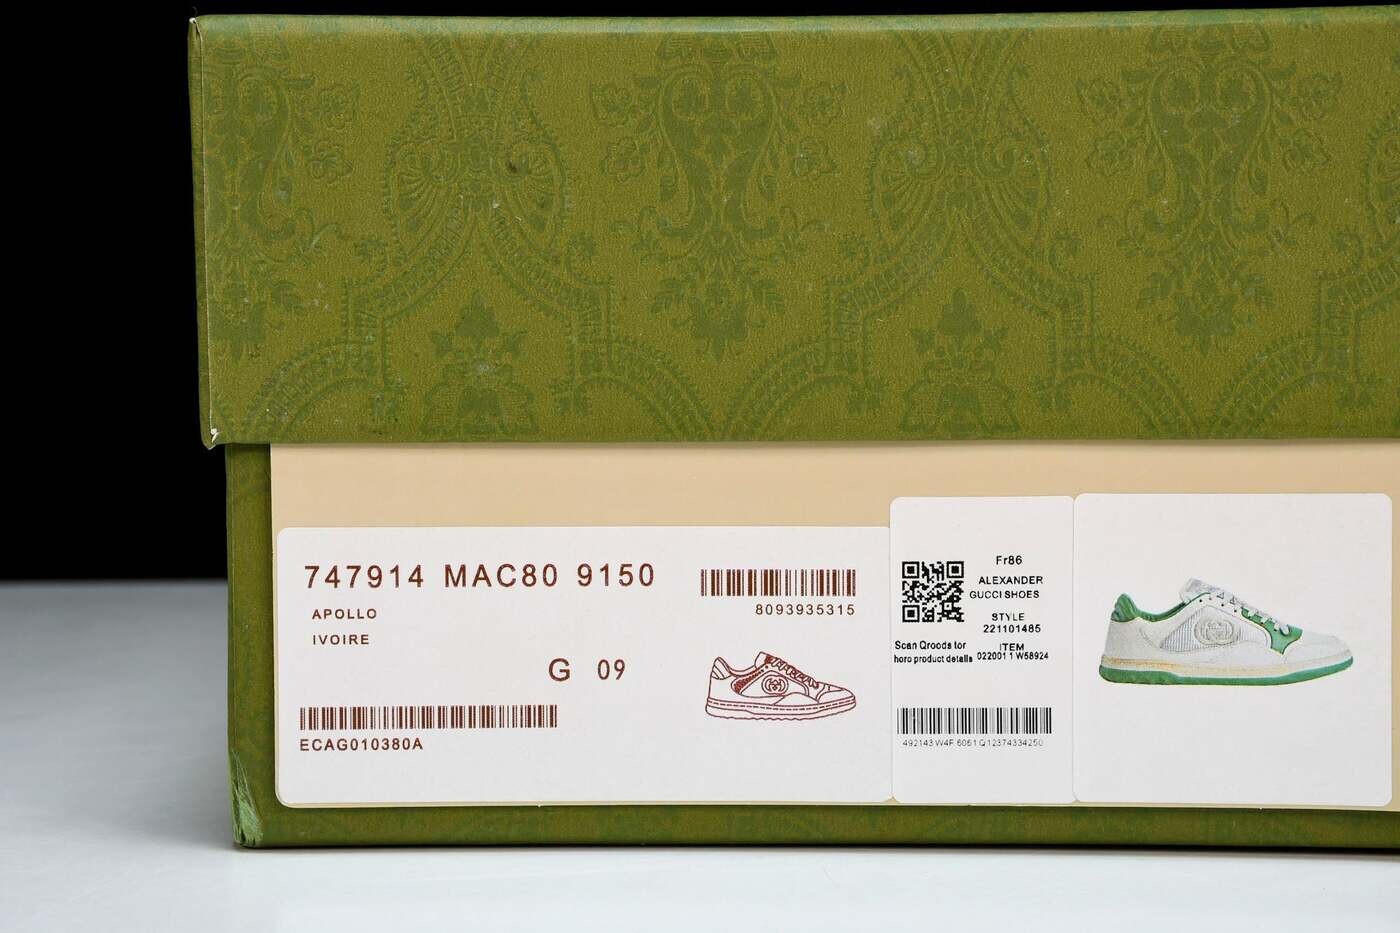 747914 MAC80 9150
APOLLO
IVOIRE
G 09
8093935315
ECAG010380A
Fr86
ALEXANDER
GUCCI SHOES
STYLE
221101485
Scan Qroods tor
horo product details
ITEM
022001 1 W58924
492143 W4F 6061 Q12374334250